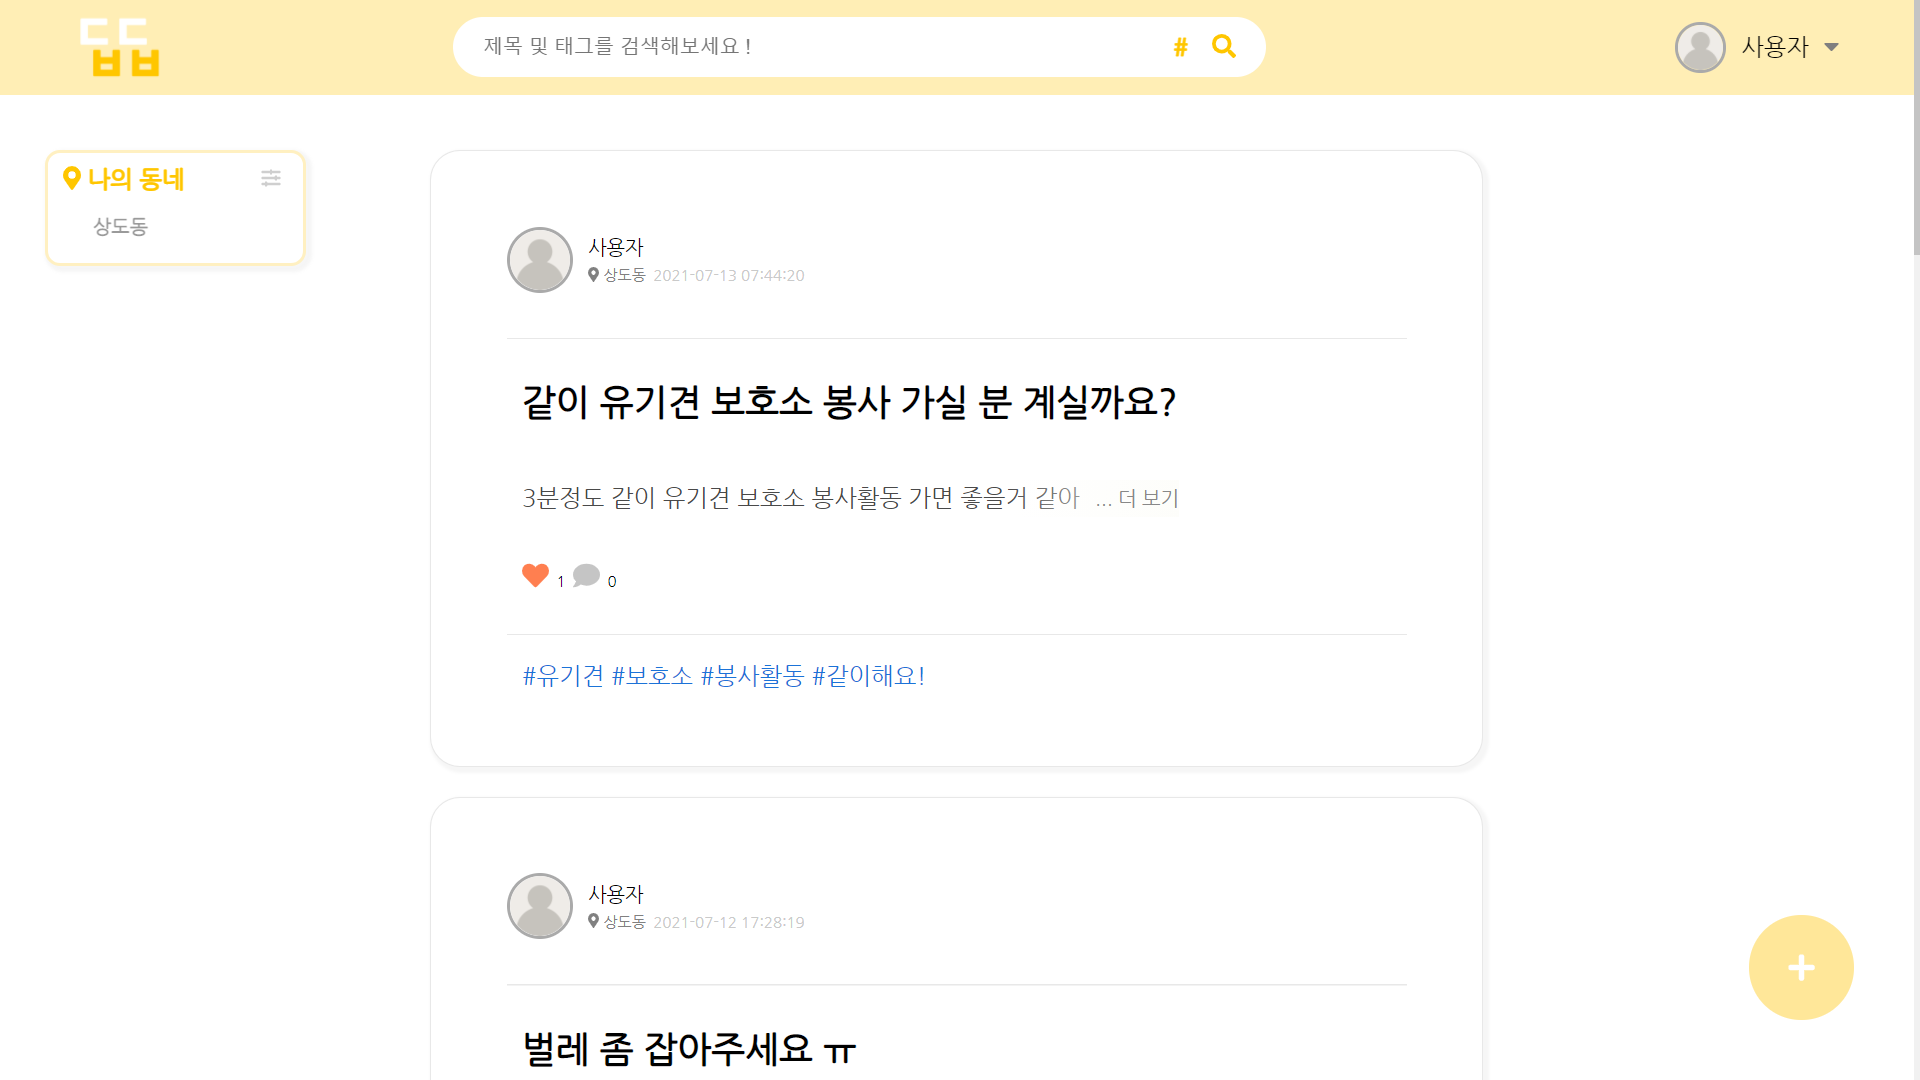 뚭뚭
제목 및 태그를 검색해보세요 !
#
사용자
나의 동네
상도동
사용자
상도동 2021-07-13 07:44:20
같이 유기견 보호소 봉사 가실 분 계실까요?
3분정도 같이 유기견 보호소 봉사활동 가면 좋을거 같아 ... 더 보기
1 0
#유기견 #보호소 #봉사활동 #같이해요!
사용자
상도동 2021-07-12 17:28:19
벌레 좀 잡아주세요 ㅠ
+